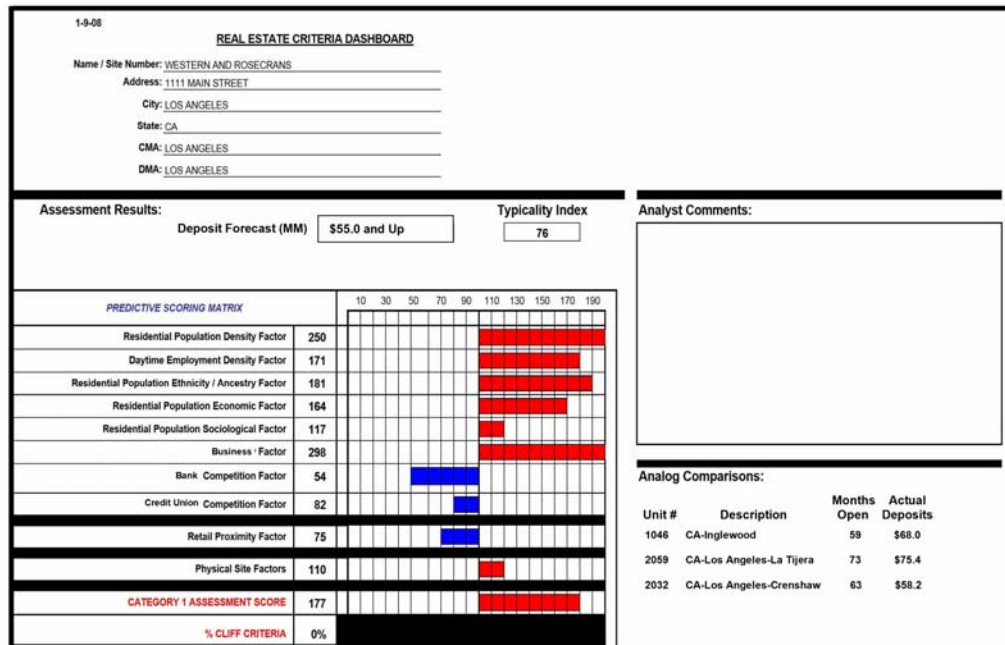 1-9-08
REAL ESTATE CRITERIA DASHBOARD
Name / Site Number: WESTERN AND ROSECRANS
Address: 1111 MAIN STREET
City: LOS ANGELES
State: CA
CMA: LOS ANGELES
DMA: LOS ANGELES
Assessment Results:
Deposit Forecast (MM) $55.0 and Up
Typicality Index
76
PREDICTIVE SCORING MATRIX 10 30 50 70 90 110 130 150 170 190
Residential Population Density Factor 250
Daytime Employment Density Factor 171
Residential Population Ethnicity / Ancestry Factor 181
Residential Population Economic Factor 164
Residential Population Sociological Factor 117
Business Factor 298
Bank Competition Factor 54
Credit Union Competition Factor 82
Retail Proximity Factor 75
Physical Site Factors 110
CATEGORY 1 ASSESSMENT SCORE 177
% CLIFF CRITERIA 0%
Analyst Comments:
Analog Comparisons:
Unit # Description Months Open Actual Deposits
1046 CA-Inglewood 59 $68.0
2059 CA-Los Angeles-La Tijera 73 $75.4
2032 CA-Los Angeles-Crenshaw 63 $58.2